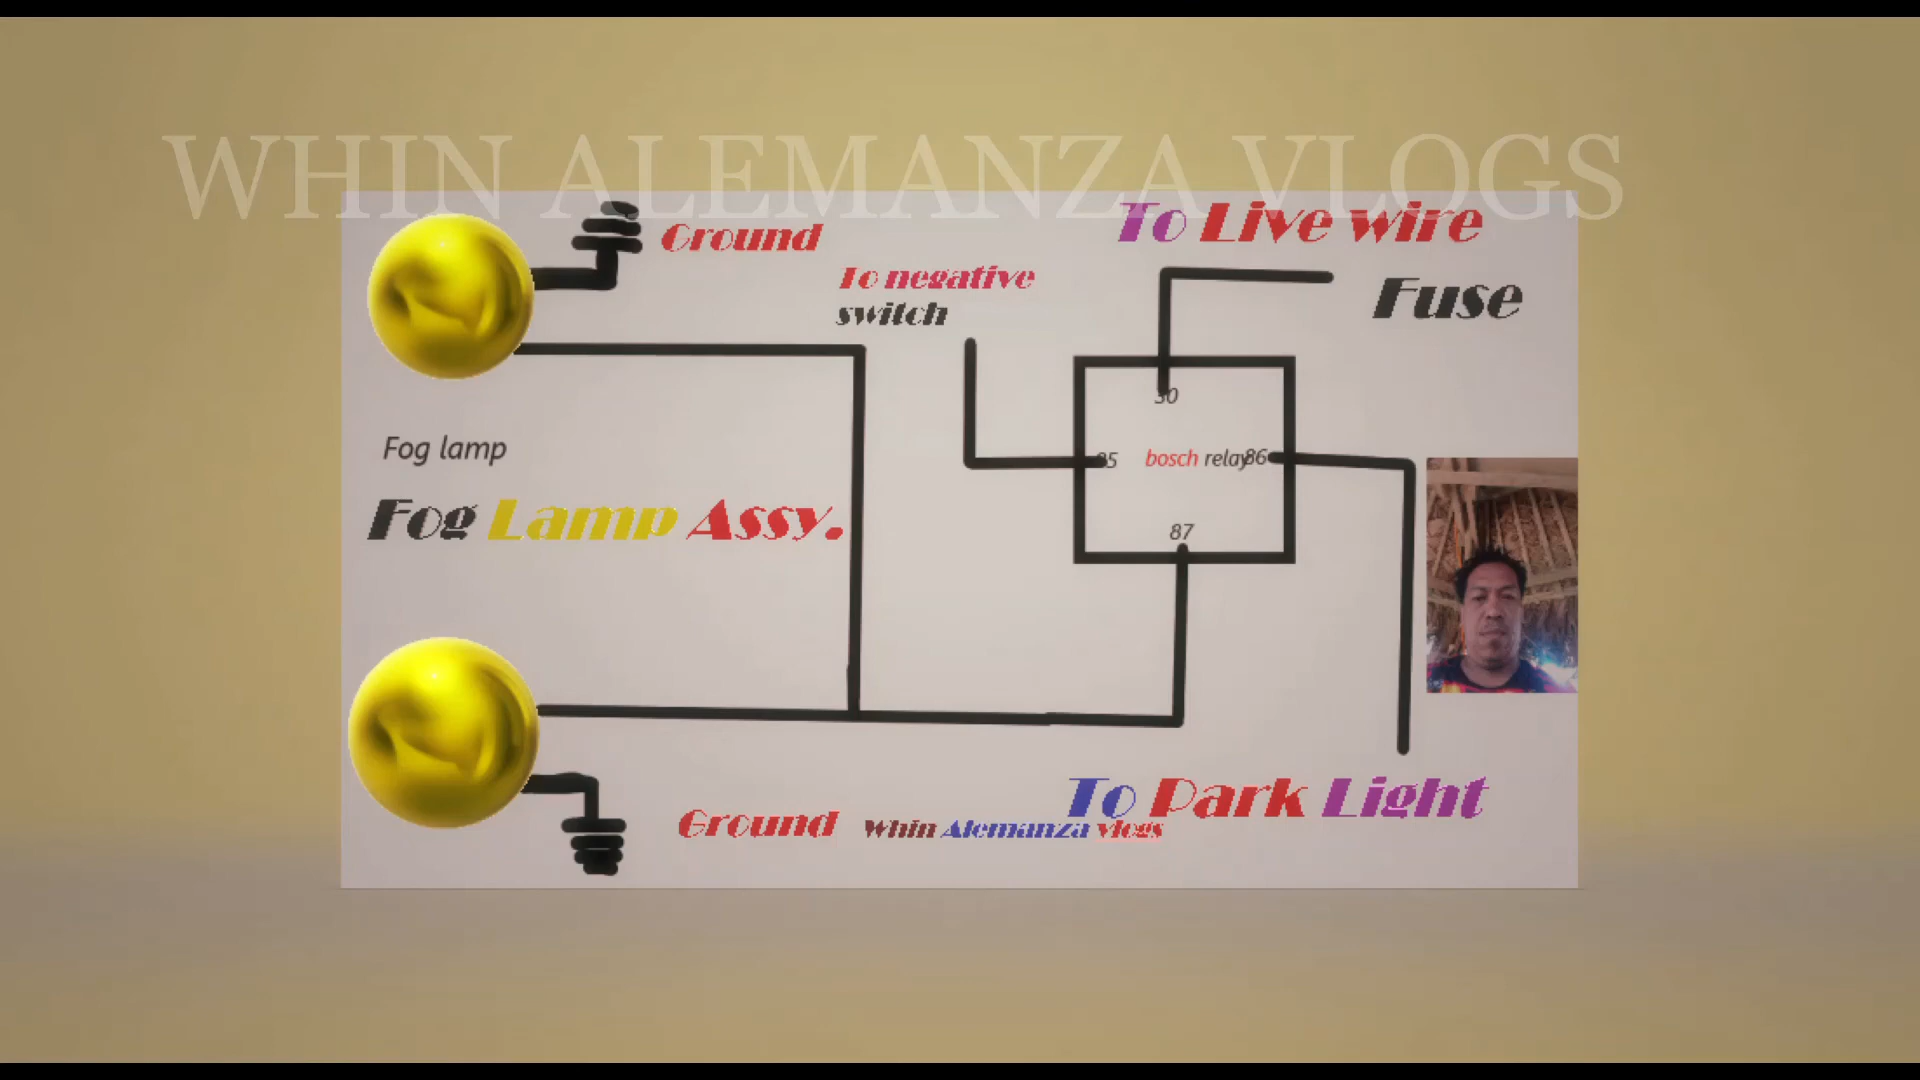 WHIN ALEMANZA VLOGS
To Live wire
Ground
To negative
switch
Fuse
30
85
bosch relay
86
Fog lamp
Fog Lamp Assy.
87
To Park Light
Ground
Whin Alemanza vlogs